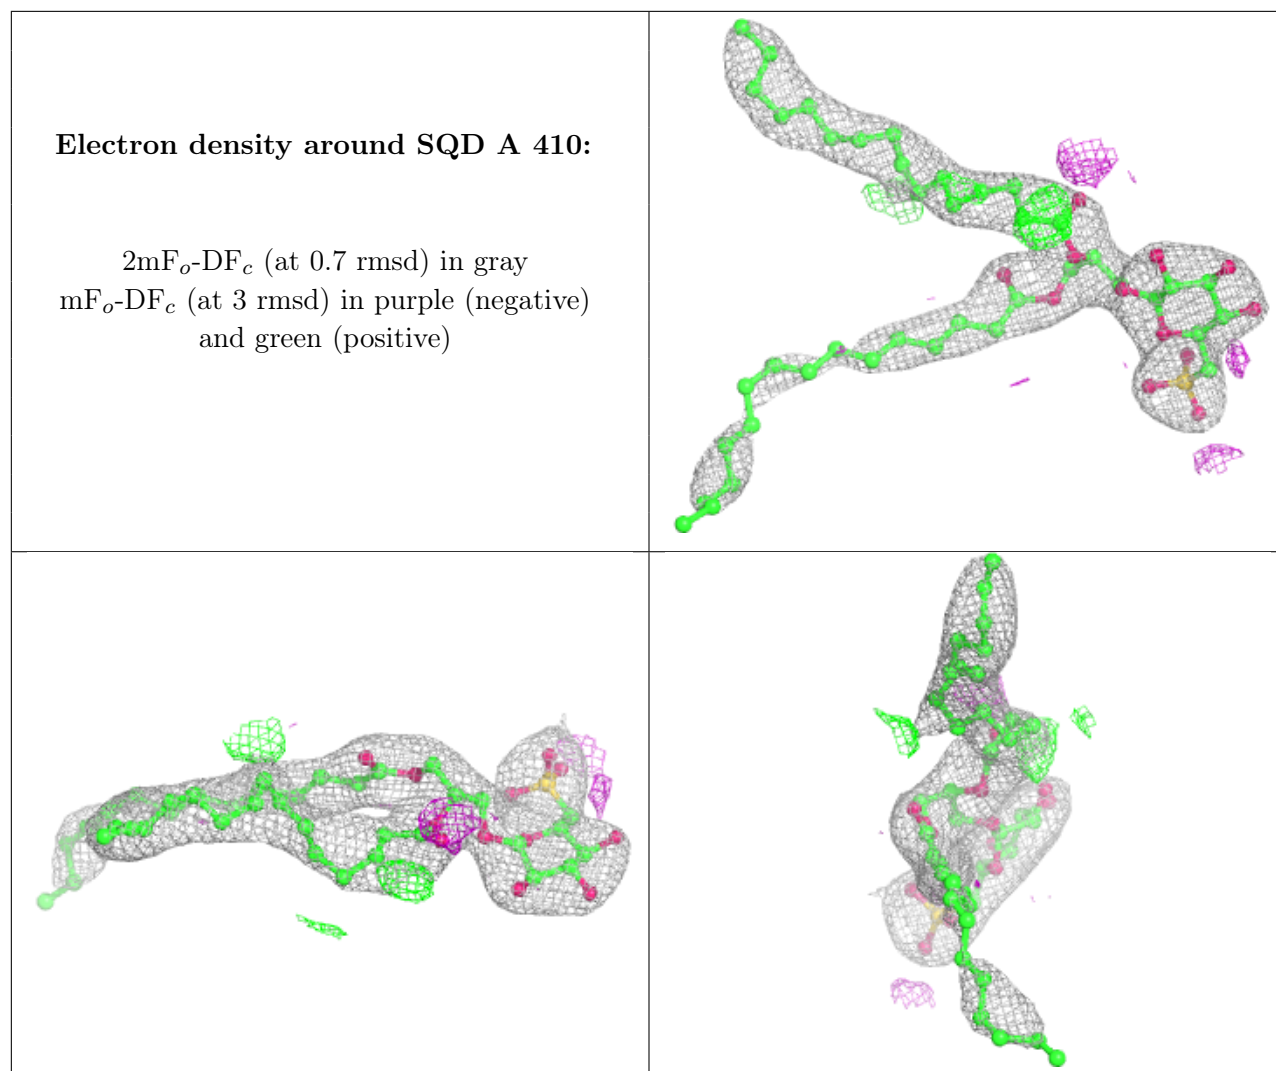 Electron density around SQD A 410:
2mFo-DFc (at 0.7 rmsd) in gray
mFo-DFc (at 3 rmsd) in purple (negative)
and green (positive)